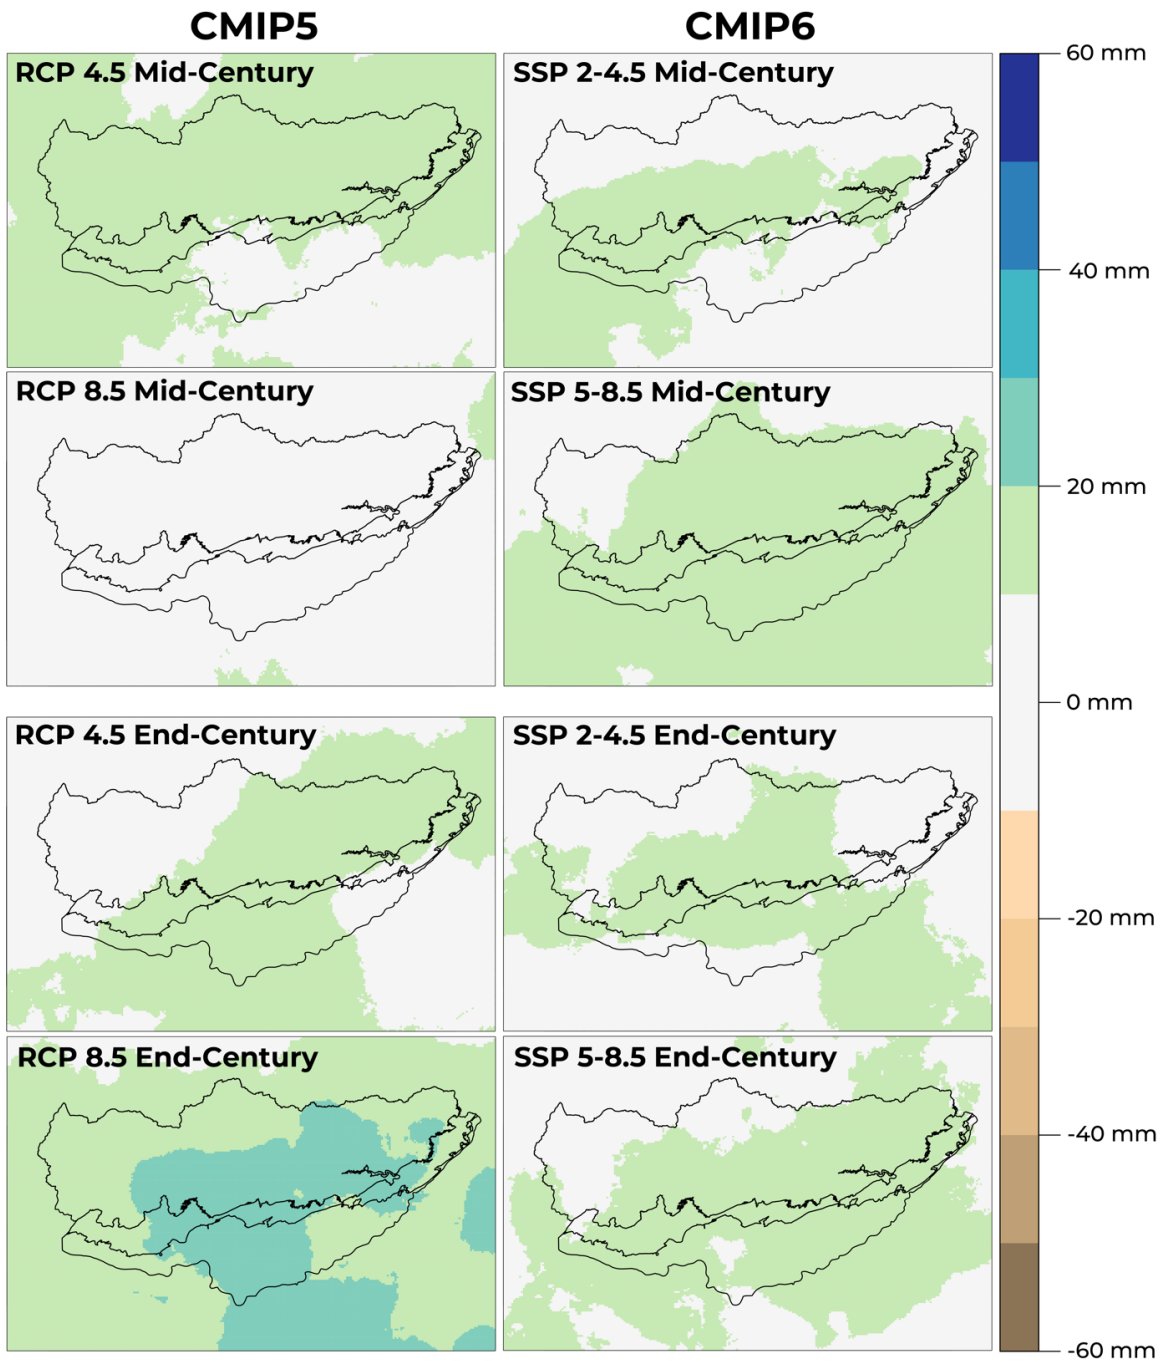 CMIP5 CMIP6
RCP 4.5 Mid-Century SSP 2-4.5 Mid-Century
60 mm
40 mm
RCP 8.5 Mid-Century SSP 5-8.5 Mid-Century
20 mm
0 mm
RCP 4.5 End-Century SSP 2-4.5 End-Century
-20 mm
RCP 8.5 End-Century SSP 5-8.5 End-Century
-40 mm
-60 mm